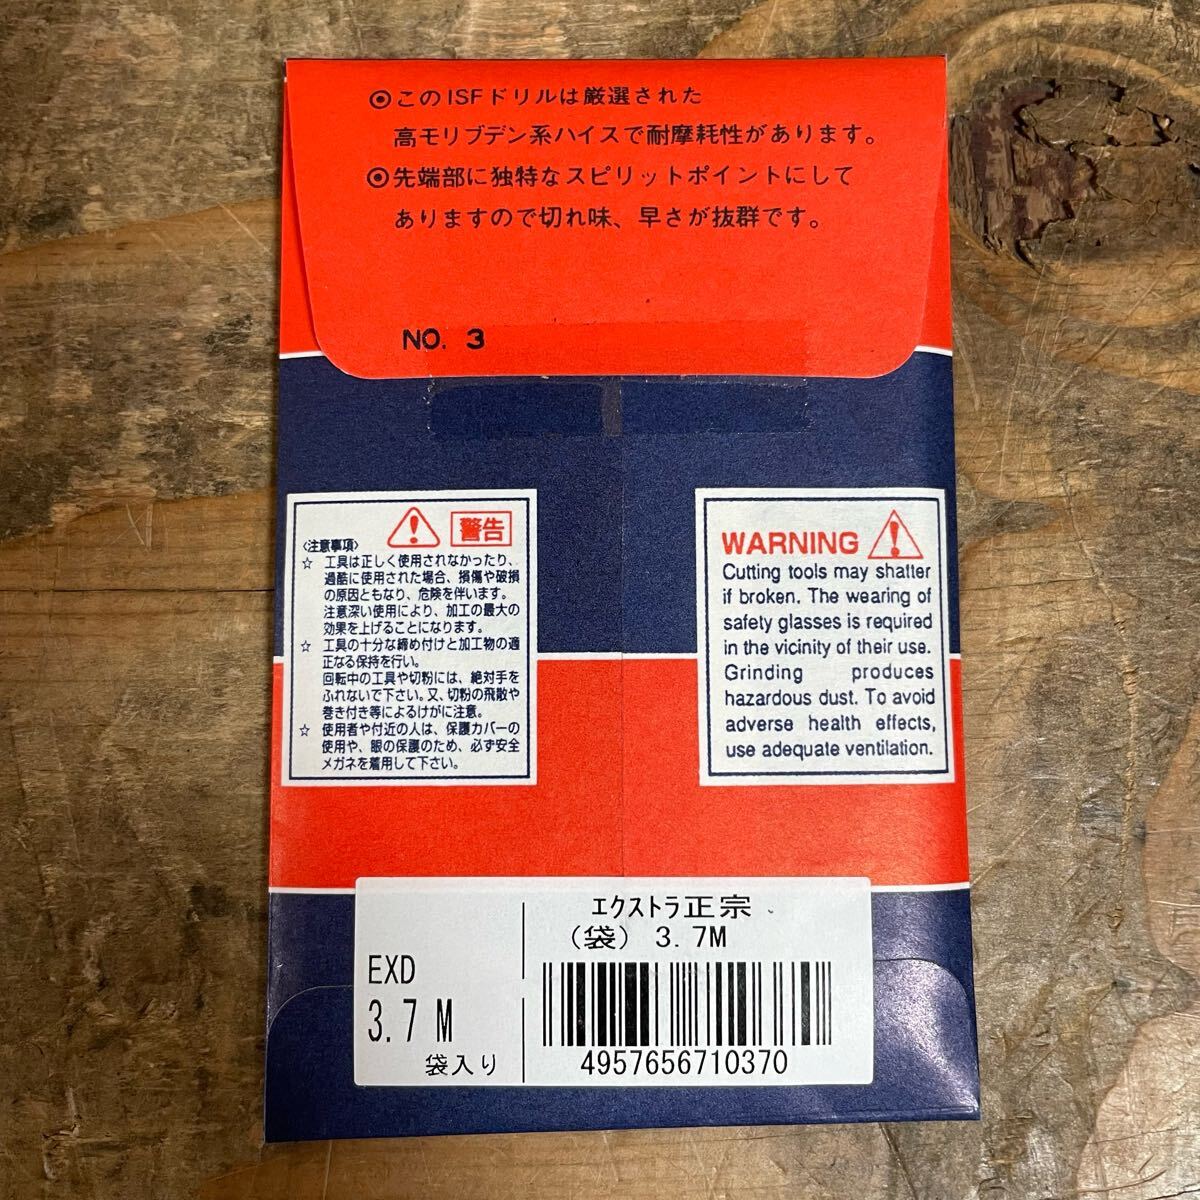 ◎このISFドリルは厳選された
高モリブデン系ハイスで耐摩耗性があります。
◎先端部に独特なスピリットポイントにして
ありますので切れ味、早さが抜群です。
NO. 3
警告
〈注意事項〉
☆ 工具は正しく使用されなかったり、
過酷に使用された場合、損傷や破損
の原因ともなり、危険を伴います。
注意深い使用により、加工の最大の
効果を上げることになります。
☆ 工具の十分な締め付けと加工物の適
正なる保持を行い。
回転中の工具や切粉には、絶対手を
ふれないで下さい。又、切粉の飛散や
巻き付き等によるけがに注意。
☆ 使用者や付近の人は、保護カバーの
使用や、眼の保護のため、必ず安全
メガネを着用して下さい。
WARNING
Cutting tools may shatter
if broken. The wearing of
safety glasses is required
in the vicinity of their use.
Grinding produces
hazardous dust. To avoid
adverse health effects,
use adequate ventilation.
EXD
3.7 M
袋入り
エクストラ正宗
(袋) 3.7M
4957656710370